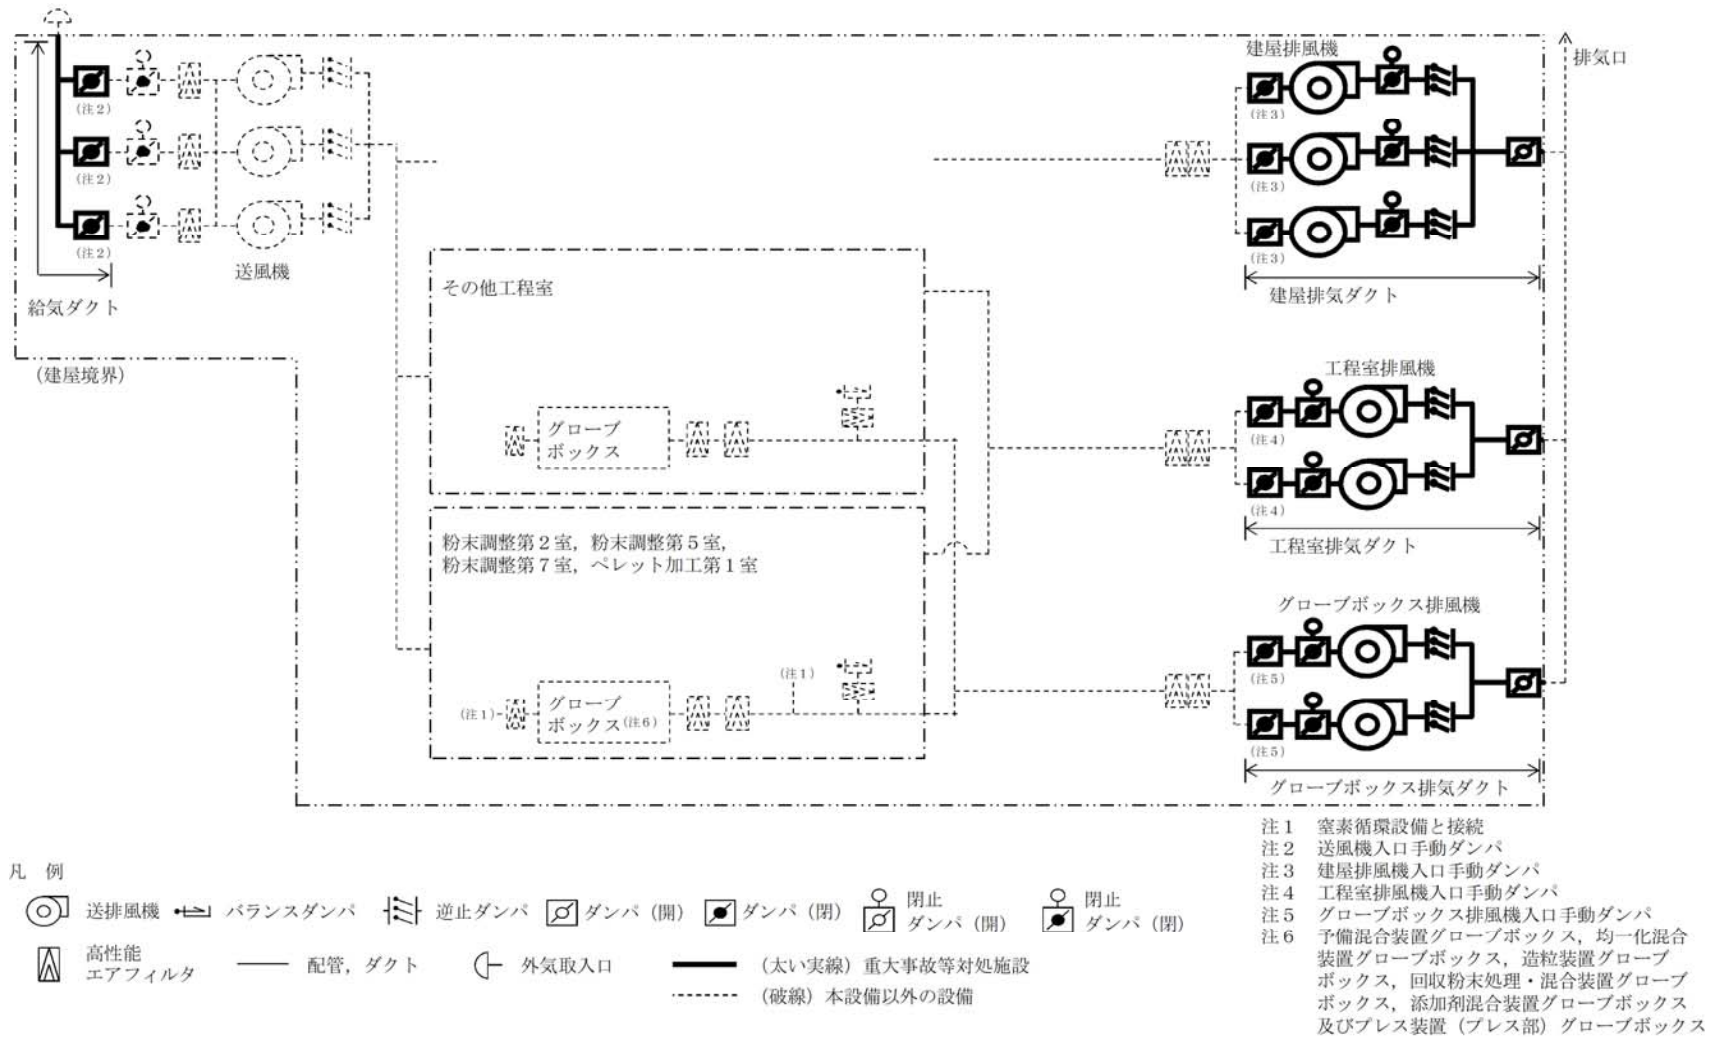 建屋排風機
排気口
(注2)
(注2)
(注2)
(注3)
(注3)
(注3)
送風機
給気ダクト
(建屋境界)
建屋排気ダクト
その他工程室
グローブ
ボックス
工程室排風機
(注4)
(注4)
工程室排気ダクト
粉末調整第2室,粉末調整第5室,
粉末調整第7室,ペレット加工第1室
(注1)
(注1)
グローブ
ボックス(注6)
グローブボックス排風機
(注5)
(注5)
グローブボックス排気ダクト
注1 窒素循環設備と接続
注2 送風機入口手動ダンパ
注3 建屋排風機入口手動ダンパ
注4 工程室排風機入口手動ダンパ
注5 グローブボックス排風機入口手動ダンパ
注6 予備混合装置グローブボックス,均一化混合
装置グローブボックス,造粒装置グローブ
ボックス,回収粉末処理・混合装置グローブ
ボックス,添加剤混合装置グローブボックス
及びプレス装置(プレス部)グローブボックス
凡 例
送排風機
バランスダンパ
逆止ダンパ
ダンパ(開)
ダンパ(閉)
閉止
ダンパ(開)
閉止
ダンパ(閉)
高性能
エアフィルタ
配管,ダクト
外気取入口
(太い実線)重大事故等対処施設
(破線)本設備以外の設備